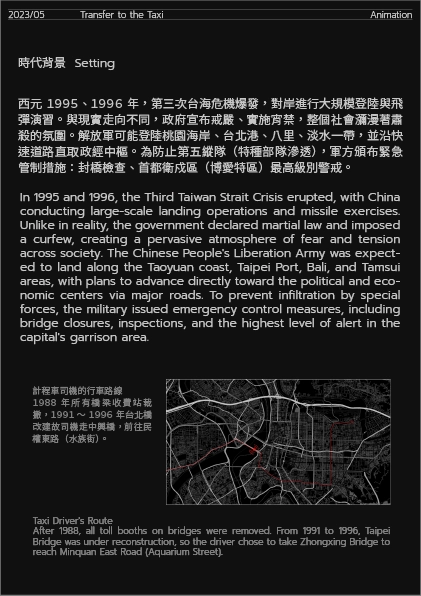 2023/05 Transfer to the Taxi Animation
時代背景 Setting
西元 1995、1996 年，第三次台海危機爆發，對岸進行大規模登陸與飛
彈演習。與現實走向不同，政府宣布戒嚴、實施宵禁，整個社會瀰漫著肅
殺的氛圍。解放軍可能登陸桃園海岸、台北港、八里、淡水一帶，並沿快
速道路直取政經中樞。為防止第五縱隊（特種部隊滲透），軍方頒布緊急
管制措施：封橋檢查、首都衛戍區（博愛特區）最高級別警戒。
In 1995 and 1996, the Third Taiwan Strait Crisis erupted, with China
conducting large-scale landing operations and missile exercises.
Unlike in reality, the government declared martial law and imposed
a curfew, creating a pervasive atmosphere of fear and tension
across society. The Chinese People's Liberation Army was expect-
ed to land along the Taoyuan coast, Taipei Port, Bali, and Tamsui
areas, with plans to advance directly toward the political and eco-
nomic centers via major roads. To prevent infiltration by special
forces, the military issued emergency control measures, including
bridge closures, inspections, and the highest level of alert in the
capital's garrison area.
計程車司機的行車路線
1988 年所有橋梁收費站裁
撤，1991～1996 年台北橋
改建故司機走中興橋，前往民
權東路（水族街）。
Taxi Driver's Route
After 1988, all toll booths on bridges were removed. From 1991 to 1996, Taipei
Bridge was under reconstruction, so the driver chose to take Zhongxing Bridge to
reach Minquan East Road (Aquarium Street).